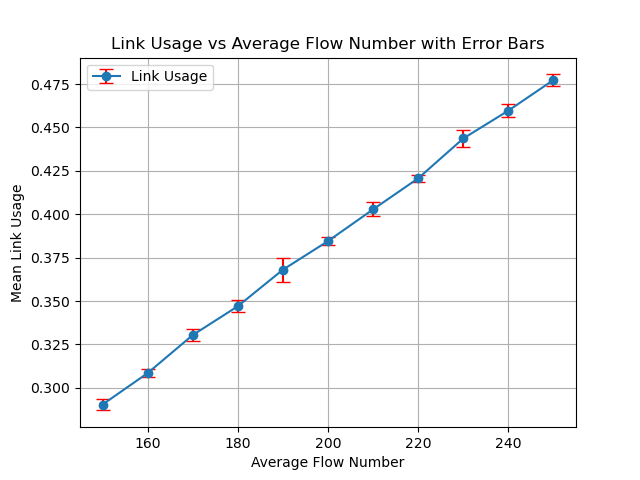 Link Usage vs Average Flow Number with Error Bars
Link Usage
0.475
0.450
0.425
0.400
0.375
0.350
0.325
0.300
Mean Link Usage
160 180 200 220 240
Average Flow Number